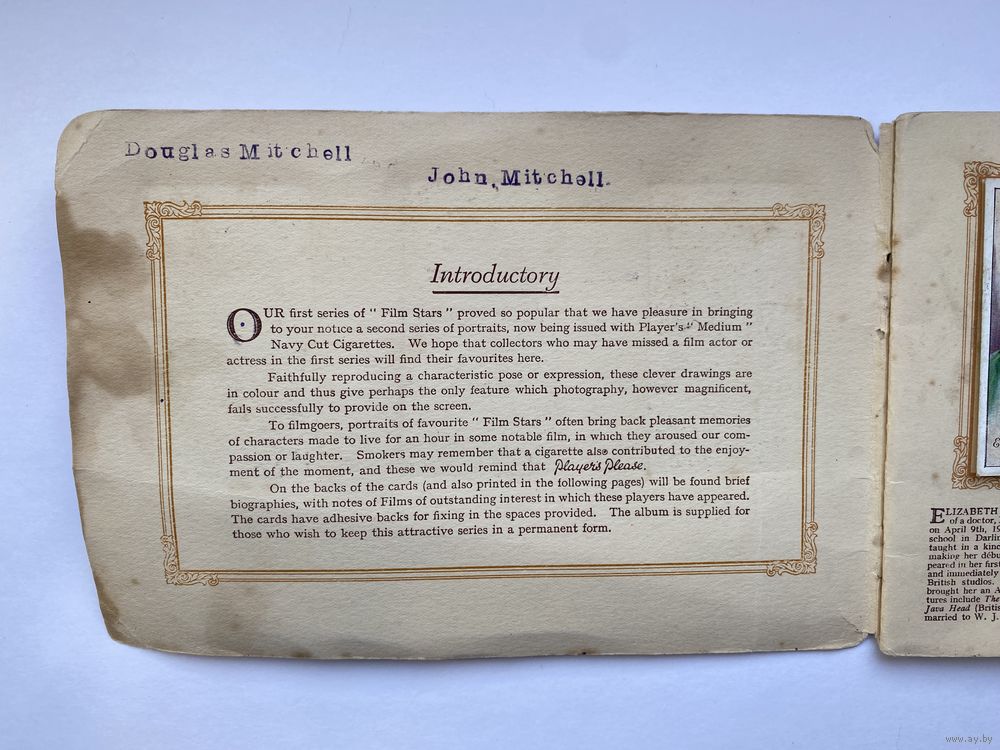 Douglas Mitchell
John, Mitchell.
Introductory
OUR first series of " Film Stars " proved so popular that we have pleasure in bringing
to your notice a second series of portraits, now being issued with Player's " Medium "
Navy Cut Cigarettes. We hope that collectors who may have missed a film actor or
actress in the first series will find their favourites here.
Faithfully reproducing a characteristic pose or expression, these clever drawings are
in colour and thus give perhaps the only feature which photography, however magnificent,
fails successfully to provide on the screen.
To filmgoers, portraits of favourite " Film Stars " often bring back pleasant memories
of characters made to live for an hour in some notable film, in which they aroused our com-
passion or laughter. Smokers may remember that a cigarette also contributed to the enjoy-
ment of the moment, and these we would remind that Player's Please.
On the backs of the cards (and also printed in the following pages) will be found brief
biographies, with notes of Films of outstanding interest in which these players have appeared.
The cards have adhesive backs for fixing in the spaces provided. The album is supplied for
those who wish to keep this attractive series in a permanent form.
ELIZABETH
of a doctor,
on April 9th, 19
school in Darlin
taught in a kind
making her débu
peared in her first
and immediately
British studios.
brought her an A
tures include The
Java Head (Britis
married to W. J.
www.ay.by